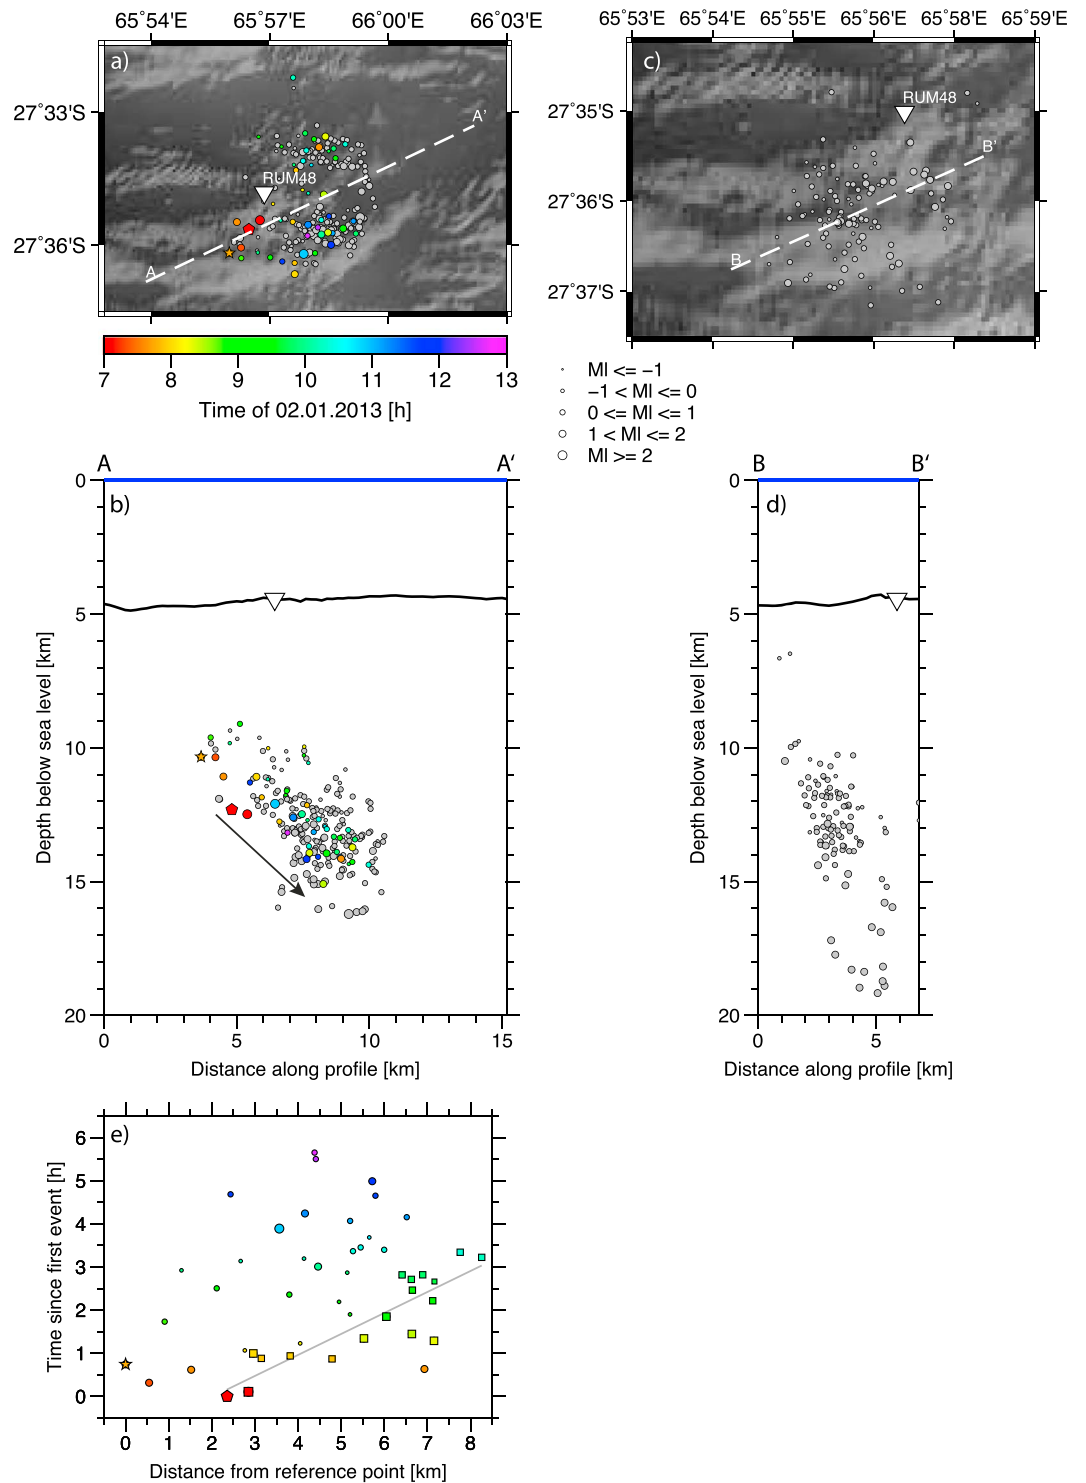 65˚54'E 65˚57'E 66˚00'E 66˚03'E
27˚33'S
27˚36'S
a)
RUM48
A'
A
7 8 9 10 11 12 13
Time of 02.01.2013 [h]
65˚53'E 65˚54'E 65˚55'E 65˚56'E 65˚58'E 65˚59'E
27˚35'S
27˚36'S
27˚37'S
c)
RUM48
B'
B
Ml <= −1
−1 < Ml <= 0
0 <= Ml <= 1
1 < Ml <= 2
Ml >= 2
A A'
b)
0
5
10
15
20
Depth below sea level [km]
0 5 10 15
Distance along profile [km]
B B'
d)
0
5
10
15
20
Depth below sea level [km]
0 5
Distance along profile [km]
e)
6
5
4
3
2
1
0
Time since first event [h]
0 1 2 3 4 5 6 7 8
Distance from reference point [km]